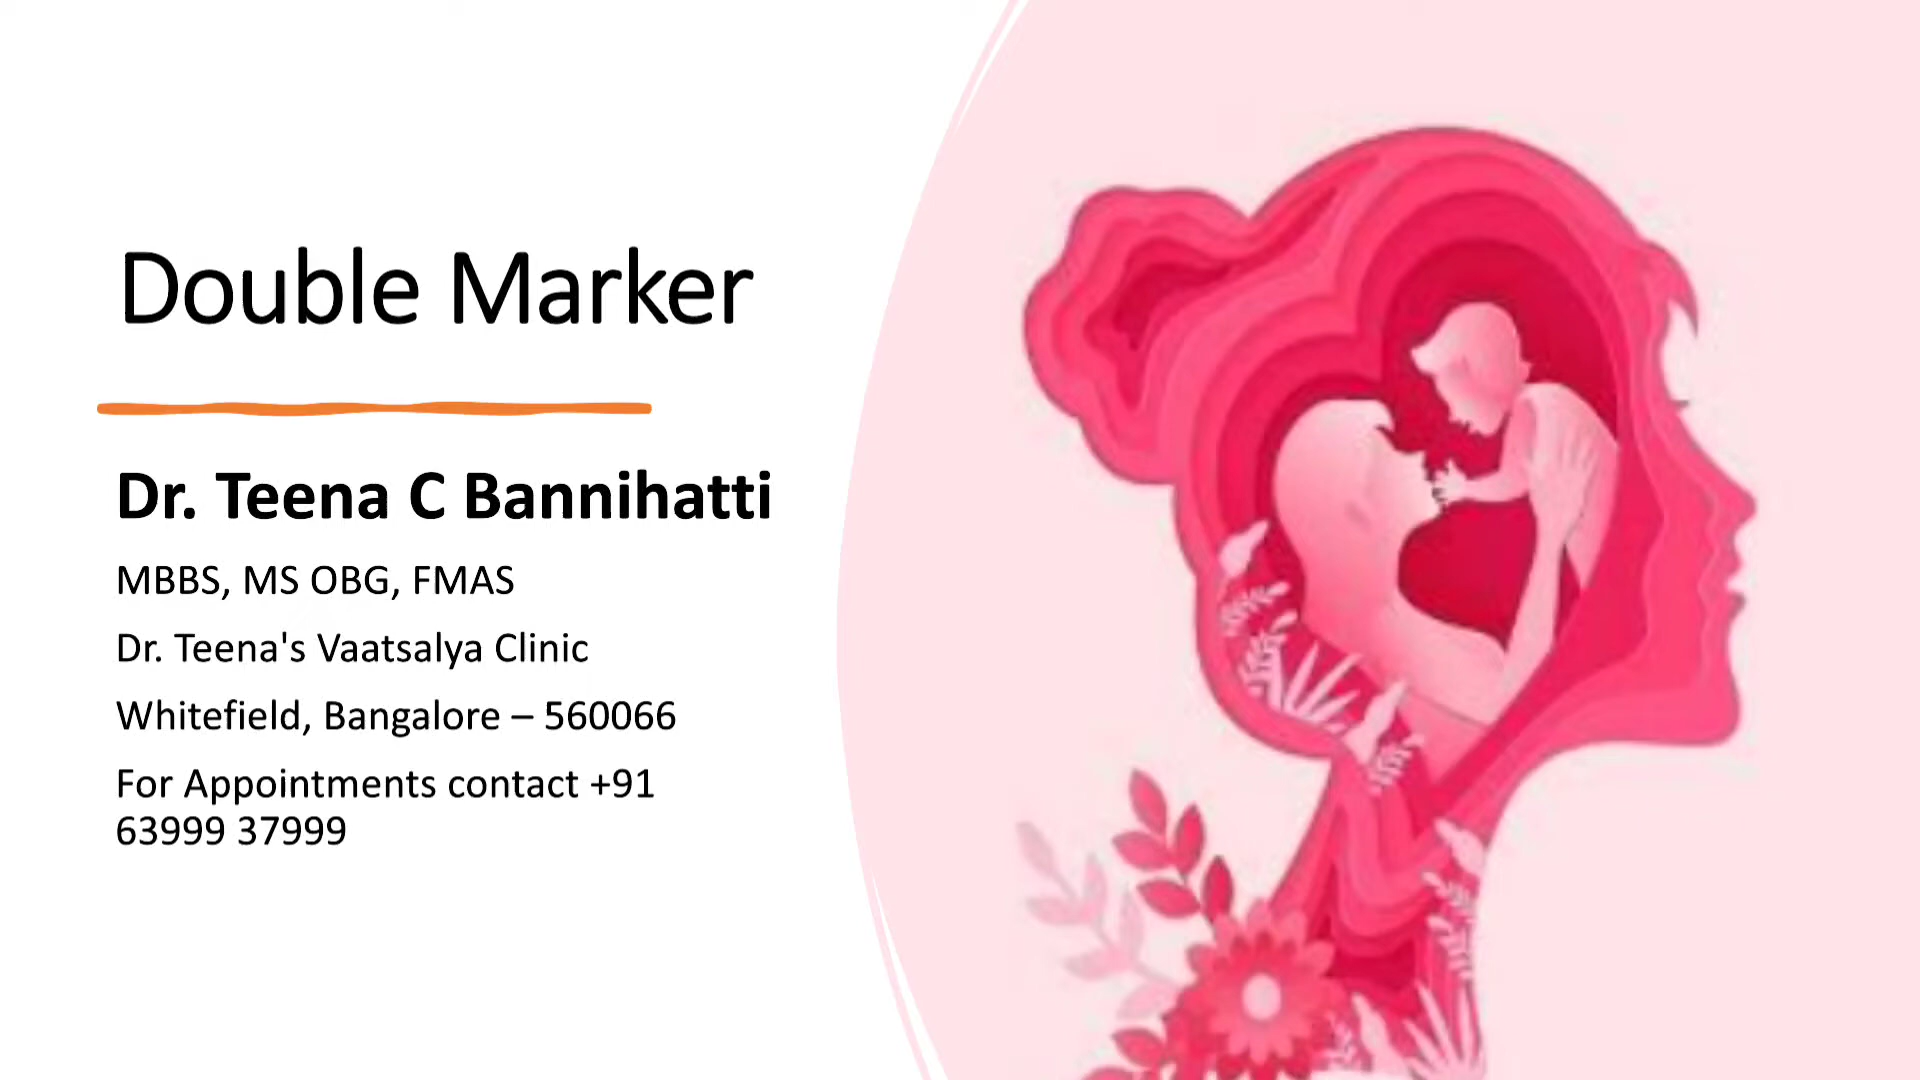 Double Marker
Dr. Teena C Bannihatti
MBBS, MS OBG, FMAS
Dr. Teena's Vaatsalya Clinic
Whitefield, Bangalore – 560066
For Appointments contact +91
63999 37999